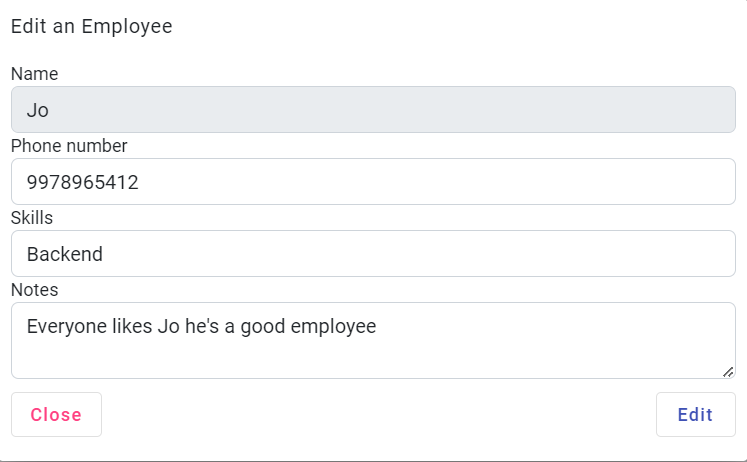 Edit an Employee
Name
Jo
Phone number
9978965412
Skills
Backend
Notes
Everyone likes Jo he's a good employee
Close
Edit